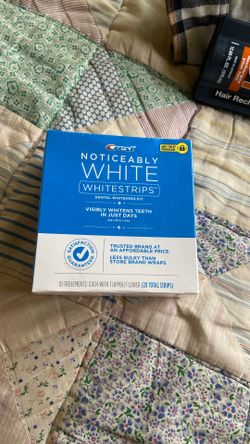 Crest
NOTICEABLY
WHITE
WHITESTRIPS
DENTAL WHITENING KIT
VISIBLY WHITENS TEETH
IN JUST DAYS
SATISFACTION
GUARANTEED
TRUSTED BRAND AT
AN AFFORDABLE PRICE
LESS BULKY THAN
STORE BRAND WRAPS
10 TREATMENTS, EACH WITH 1 UPPER/1 LOWER (20 TOTAL STRIPS)
Hair Rec